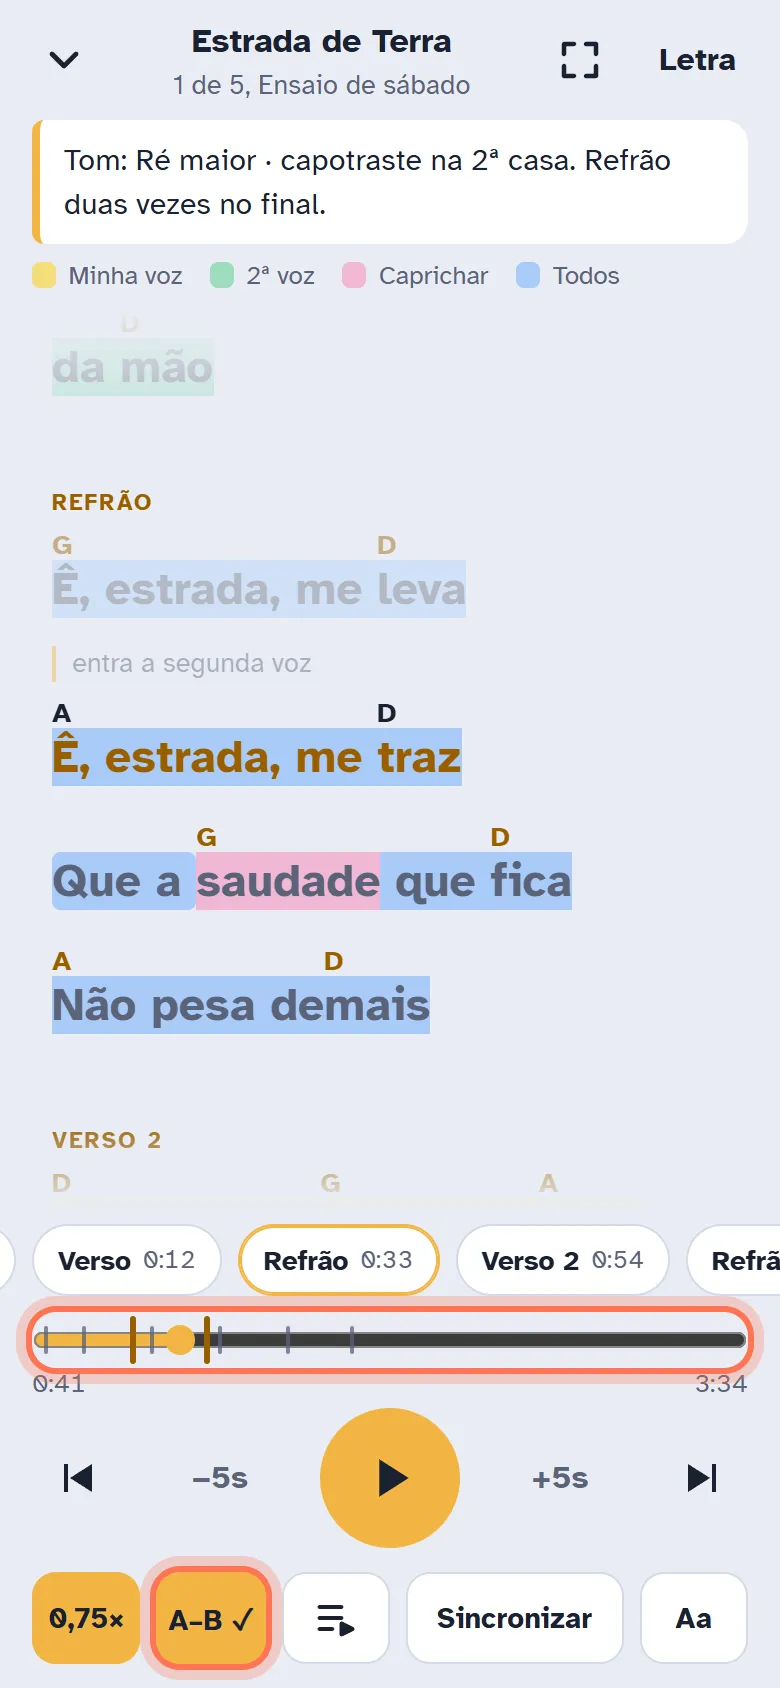 Estrada de Terra
1 de 5, Ensaio de sábado
Letra
Tom: Ré maior · capotraste na 2ª casa. Refrão
duas vezes no final.
Minha voz 2ª voz Caprichar Todos
D
da mão
REFRÃO
G D
Ê, estrada, me leva
entra a segunda voz
A D
Ê, estrada, me traz
G D
Que a saudade que fica
A D
Não pesa demais
VERSO 2
D G A
Verso 0:12 Refrão 0:33 Verso 2 0:54 Refrã
0:41 3:34
–5s +5s
0,75× A–B ✓ Sincronizar Aa